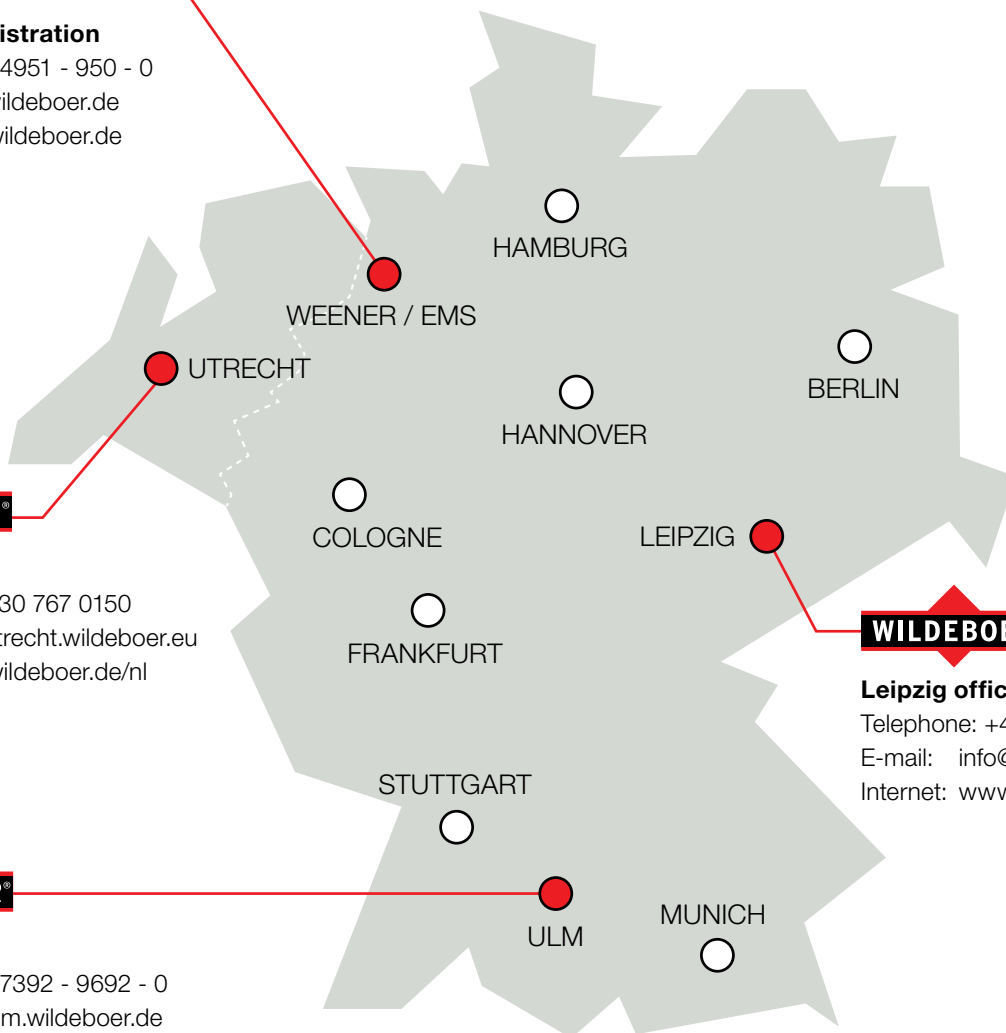 istration
4951 - 950 - 0
wildeboer.de
wildeboer.de
HAMBURG
WEENER / EMS
UTRECHT
BERLIN
HANNOVER
®
COLOGNE
LEIPZIG
30 767 0150
trecht.wildeboer.eu
wildeboer.de/nl
FRANKFURT
WILDEBOE
Leipzig offic
Telephone: +4
E-mail: info@
Internet: www
STUTTGART
R®
ULM
MUNICH
7392 - 9692 - 0
m.wildeboer.de